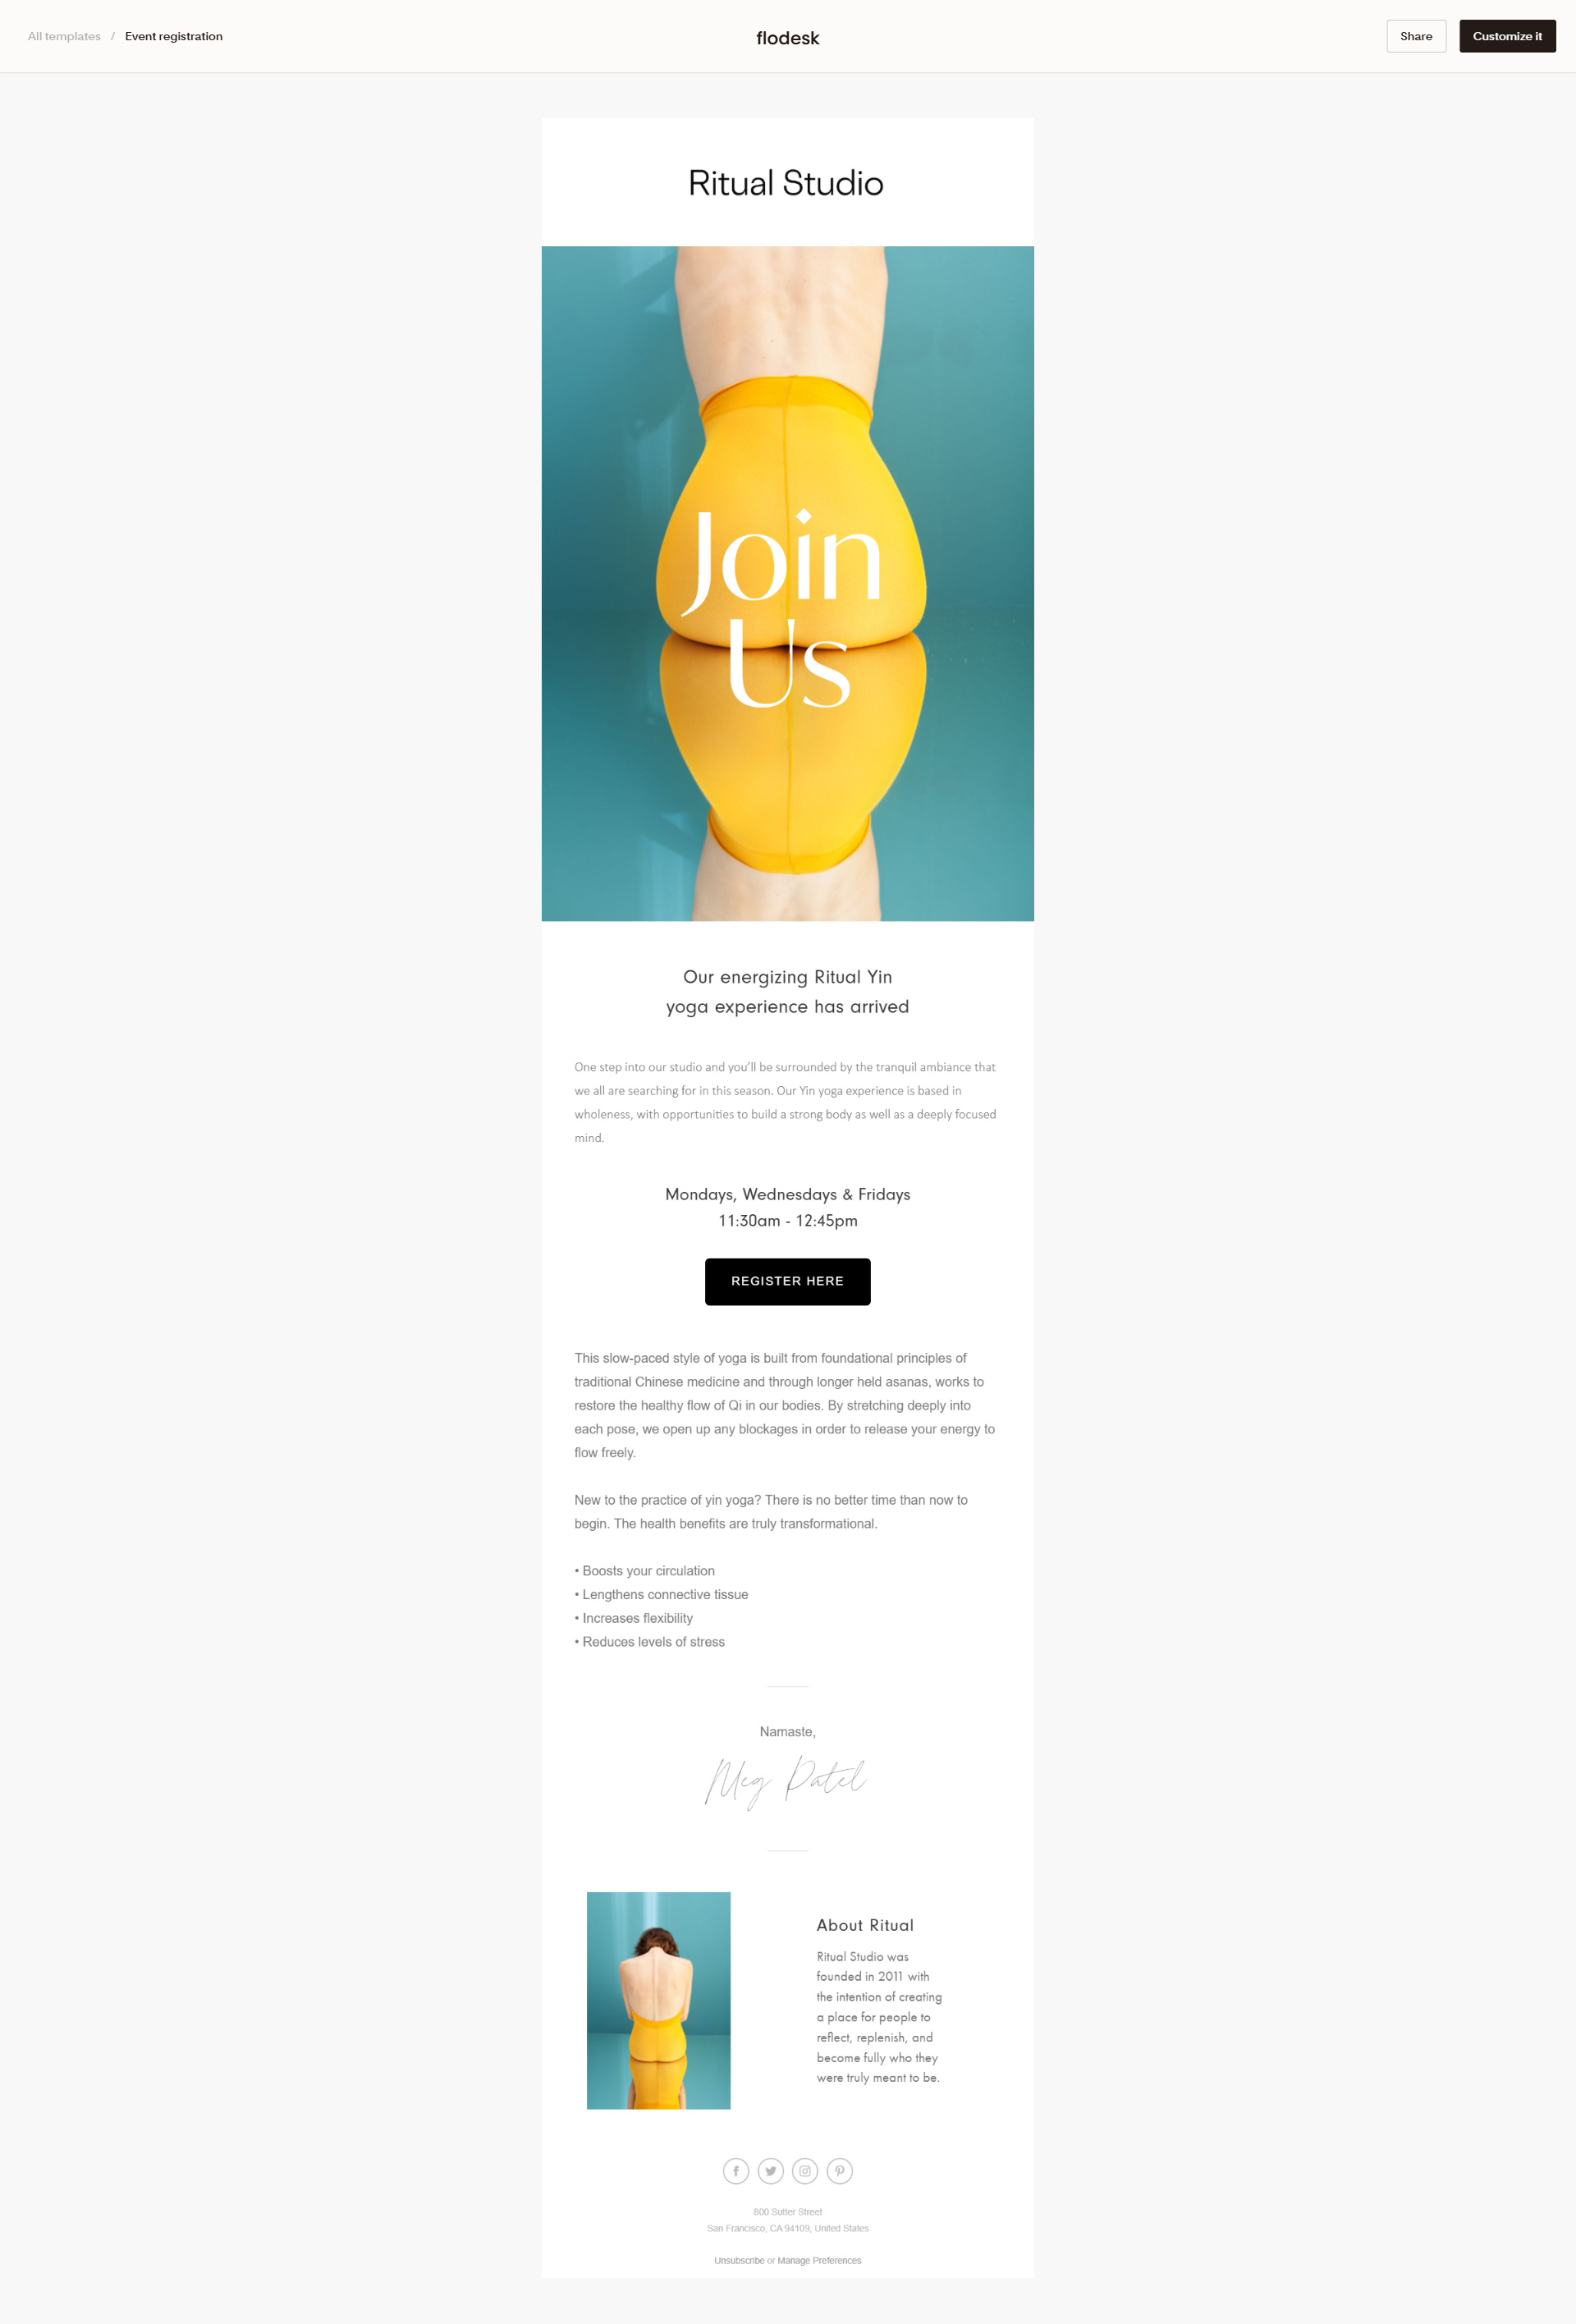 All templates / Event registration
flodesk
Share
Customize it
Ritual Studio
Join
Us
Our energizing Ritual Yin
yoga experience has arrived
One step into our studio and you’ll be surrounded by the tranquil ambiance that
we all are searching for in this season. Our Yin yoga experience is based in
wholeness, with opportunities to build a strong body as well as a deeply focused
mind.
Mondays, Wednesdays & Fridays
11:30am - 12:45pm
REGISTER HERE
This slow-paced style of yoga is built from foundational principles of
traditional Chinese medicine and through longer held asanas, works to
restore the healthy flow of Qi in our bodies. By stretching deeply into
each pose, we open up any blockages in order to release your energy to
flow freely.
New to the practice of yin yoga? There is no better time than now to
begin. The health benefits are truly transformational.
• Boosts your circulation
• Lengthens connective tissue
• Increases flexibility
• Reduces levels of stress
Namaste,
Meg Patel
About Ritual
Ritual Studio was
founded in 2011 with
the intention of creating
a place for people to
reflect, replenish, and
become fully who they
were truly meant to be.
800 Sutter Street
San Francisco, CA 94109, United States
Unsubscribe or Manage Preferences